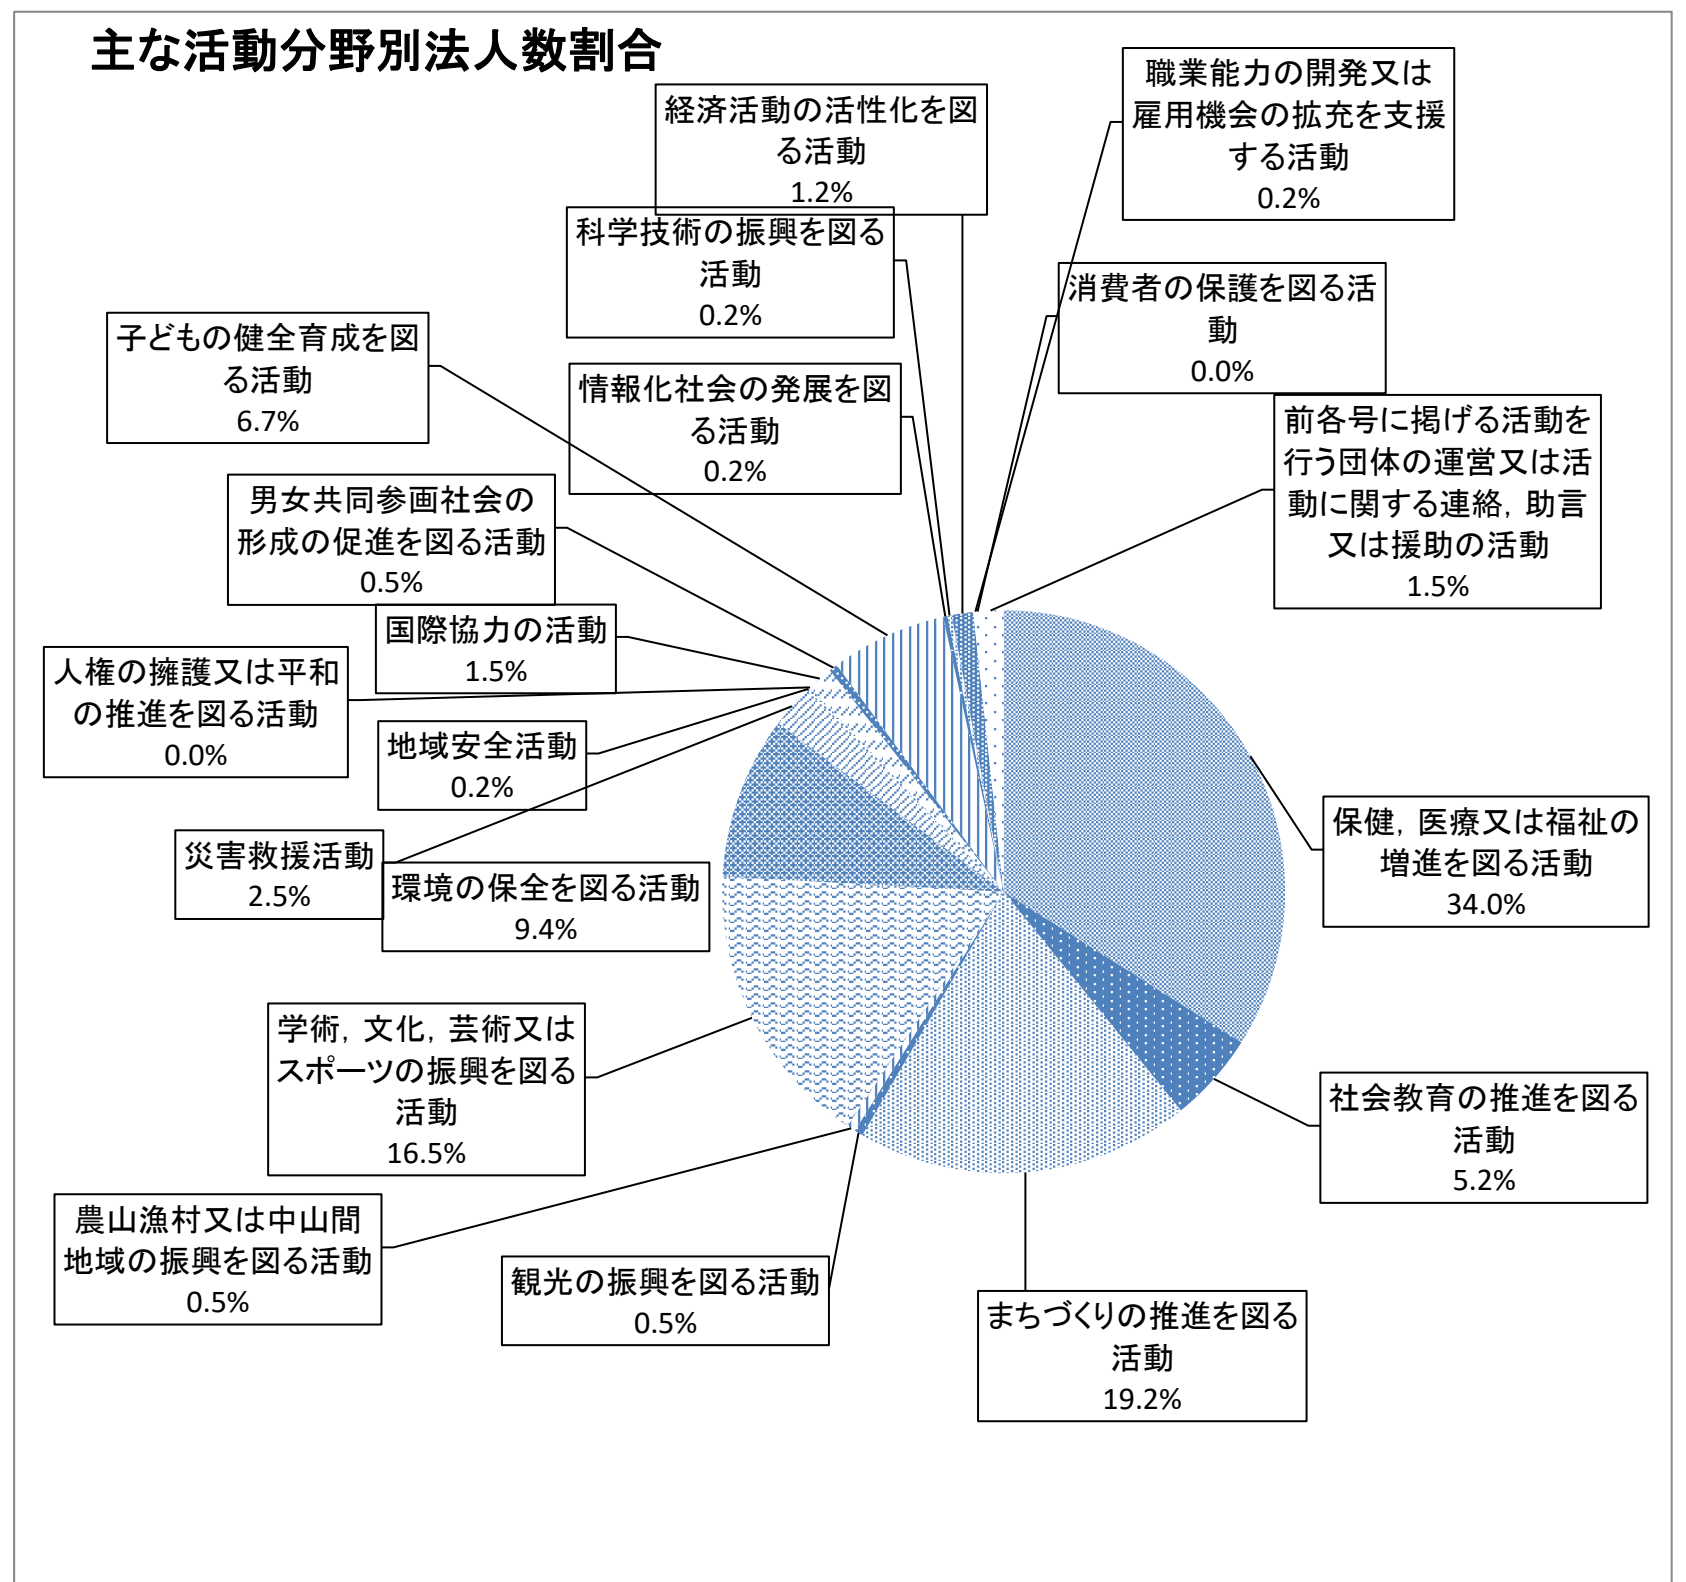 主な活動分野別法人数割合
経済活動の活性化を図
る活動
1.2%
職業能力の開発又は
雇用機会の拡充を支援
する活動
0.2%
科学技術の振興を図る
活動
0.2%
消費者の保護を図る活
動
0.0%
子どもの健全育成を図
る活動
6.7%
情報化社会の発展を図
る活動
0.2%
前各号に掲げる活動を
行う団体の運営又は活
動に関する連絡，助言
又は援助の活動
1.5%
男女共同参画社会の
形成の促進を図る活動
0.5%
国際協力の活動
1.5%
人権の擁護又は平和
の推進を図る活動
0.0%
地域安全活動
0.2%
災害救援活動
2.5%
環境の保全を図る活動
9.4%
保健，医療又は福祉の
増進を図る活動
34.0%
学術，文化，芸術又は
スポーツの振興を図る
活動
16.5%
社会教育の推進を図る
活動
5.2%
農山漁村又は中山間
地域の振興を図る活動
0.5%
観光の振興を図る活動
0.5%
まちづくりの推進を図る
活動
19.2%